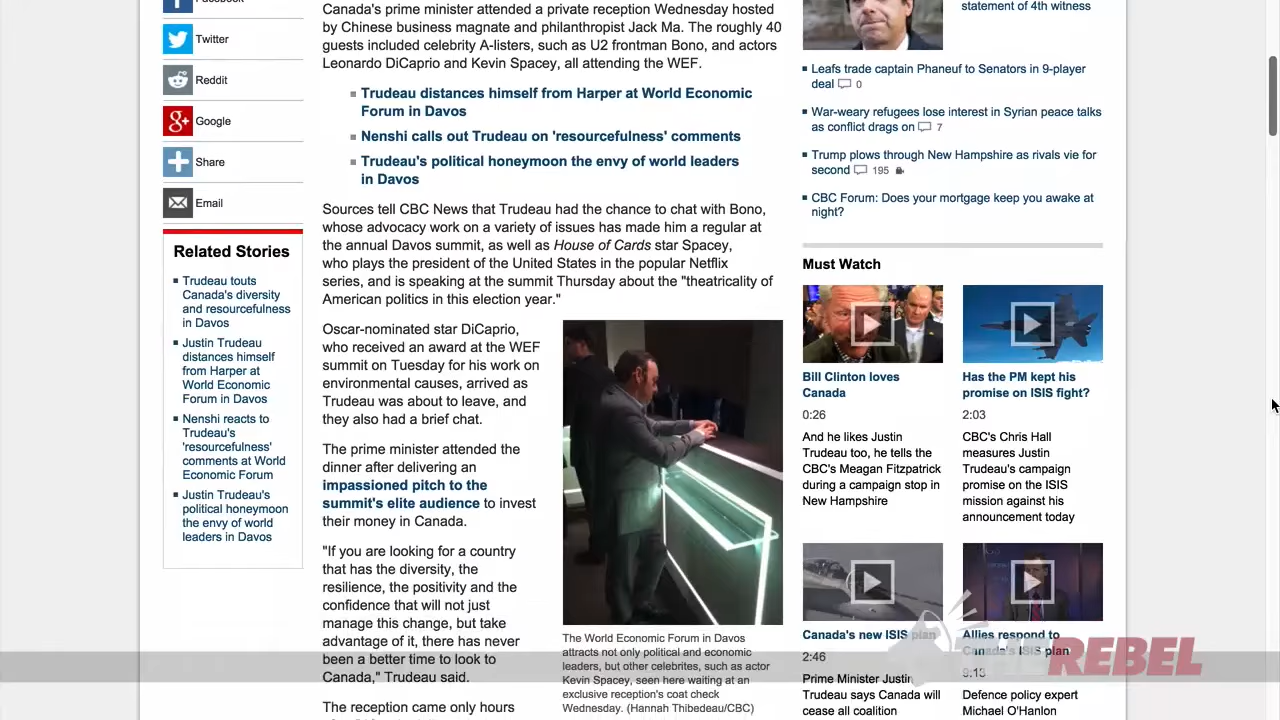 Facebook
Twitter
Reddit
Google
Share
Email
Related Stories
Trudeau touts
Canada's diversity
and resourcefulness
in Davos
Justin Trudeau
distances himself
from Harper at
World Economic
Forum in Davos
Nenshi reacts to
Trudeau's
'resourcefulness'
comments at World
Economic Forum
Justin Trudeau's
political honeymoon
the envy of world
leaders in Davos
Canada's prime minister attended a private reception Wednesday hosted
by Chinese business magnate and philanthropist Jack Ma. The roughly 40
guests included celebrity A-listers, such as U2 frontman Bono, and actors
Leonardo DiCaprio and Kevin Spacey, all attending the WEF.
Trudeau distances himself from Harper at World Economic
Forum in Davos
Nenshi calls out Trudeau on 'resourcefulness' comments
Trudeau's political honeymoon the envy of world leaders
in Davos
Sources tell CBC News that Trudeau had the chance to chat with Bono,
whose advocacy work on a variety of issues has made him a regular at
the annual Davos summit, as well as House of Cards star Spacey,
who plays the president of the United States in the popular Netflix
series, and is speaking at the summit Thursday about the "theatricality of
American politics in this election year."
Oscar-nominated star DiCaprio,
who received an award at the WEF
summit on Tuesday for his work on
environmental causes, arrived as
Trudeau was about to leave, and
they also had a brief chat.
The prime minister attended the
dinner after delivering an
impassioned pitch to the
summit's elite audience to invest
their money in Canada.
"If you are looking for a country
that has the diversity, the
resilience, the positivity and the
confidence that will not just
manage this change, but take
advantage of it, there has never
been a better time to look to
Canada," Trudeau said.
The reception came only hours
The World Economic Forum in Davos
attracts not only political and economic
leaders, but other celebrites, such as actor
Kevin Spacey, seen here waiting at an
exclusive reception's coat check
Wednesday. (Hannah Thibedeau/CBC)
statement of 4th witness
Leafs trade captain Phaneuf to Senators in 9-player
deal 0
War-weary refugees lose interest in Syrian peace talks
as conflict drags on 7
Trump plows through New Hampshire as rivals vie for
second 195
CBC Forum: Does your mortgage keep you awake at
night?
Must Watch
Bill Clinton loves
Canada
0:26
And he likes Justin
Trudeau too, he tells the
CBC's Meagan Fitzpatrick
during a campaign stop in
New Hampshire
Has the PM kept his
promise on ISIS fight?
2:03
CBC's Chris Hall
measures Justin
Trudeau's campaign
promise on the ISIS
mission against his
announcement today
Canada's new ISIS plan
2:46
Prime Minister Justin
Trudeau says Canada will
cease all coalition
Allies respond to
Canada's ISIS plan
9:13
Defence policy expert
Michael O'Hanlon
THE REBEL